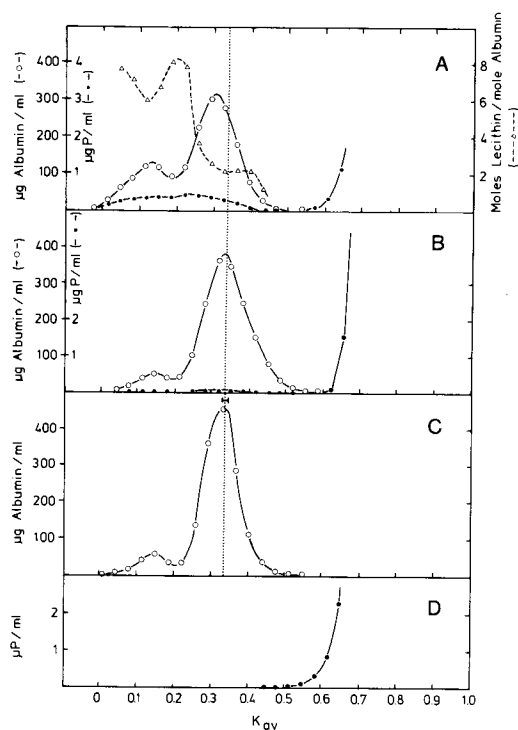 A
400
300
200
100
µg Albumin / ml (-o-)
4
3
2
1
µgP/ml (-•-)
8
6
4
2
Moles Lecithin/mole Albumin
(---△---)
B
400
300
200
100
µg Albumin / ml (-o-)
2
1
µgP/ml (-•-)
C
400
300
200
100
µg Albumin / ml
D
2
1
µP/ml
0 0.1 0.2 0.3 0.4 0.5 0.6 0.7 0.8 0.9 1.0
K av